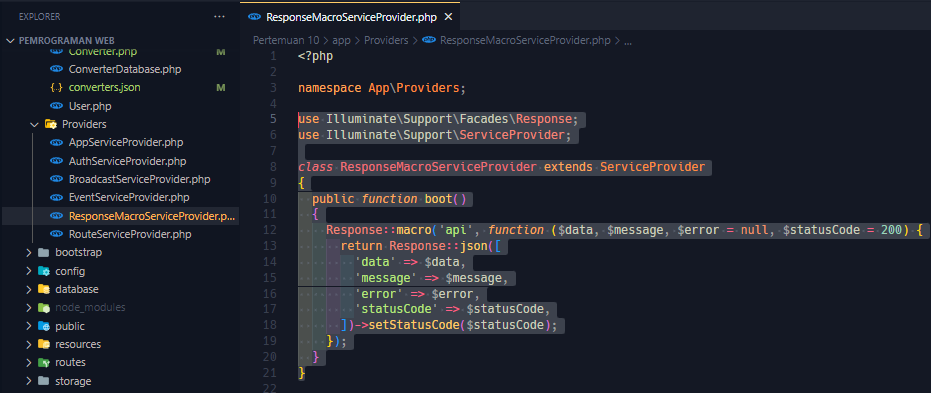 EXPLORER
PEMROGRAMAN WEB
Converter.php M
ConverterDatabase.php
converters.json M
User.php
Providers
AppServiceProvider.php
AuthServiceProvider.php
BroadcastServiceProvider.php
EventServiceProvider.php
ResponseMacroServiceProvider.p...
RouteServiceProvider.php
bootstrap
config
database
node_modules
public
resources
routes
storage
ResponseMacroServiceProvider.php ×
Pertemuan 10 > app > Providers > ResponseMacroServiceProvider.php > ...
1 <?php
2
3 namespace App\Providers;
4
5 use Illuminate\Support\Facades\Response;
6 use Illuminate\Support\ServiceProvider;
7
8 class ResponseMacroServiceProvider extends ServiceProvider
9 {
10 public function boot()
11 {
12 Response::macro('api', function ($data, $message, $error = null, $statusCode = 200) {
13 return Response::json([
14 'data' => $data,
15 'message' => $message,
16 'error' => $error,
17 'statusCode' => $statusCode,
18 ])->setStatusCode($statusCode);
19 });
20 }
21 }
22